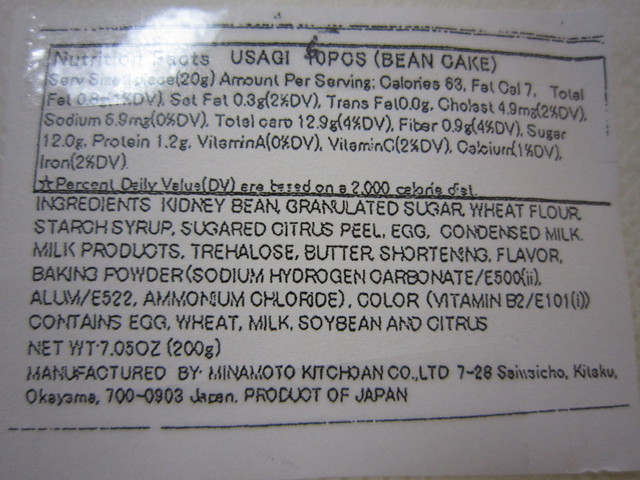 Nutrition Facts USAGI 10PCS (BEAN CAKE)
Serv Size 1piece(20g) Amount Per Serving; Calories 63, Fat Cal 7, Total
Fat 0.8g(1%DV), Sat Fat 0.3g(2%DV), Trans Fat0.0g, Cholest 4.9mg(2%DV),
Sodium 6.9mg(0%DV), Total carb 12.9g(4%DV), Fiber 0.9g(4%DV), Sugar
12.0g, Protein 1.2g, VitaminA(0%DV), VitaminC(2%DV), Calcium(1%DV),
Iron(2%DV).
☆Percent Daily Value(DV) are based on a 2,000 calorie diet.
INGREDIENTS KIDNEY BEAN, GRANULATED SUGAR, WHEAT FLOUR,
STARCH SYRUP, SUGARED CITRUS PEEL, EGG, CONDENSED MILK,
MILK PRODUCTS, TREHALOSE, BUTTER, SHORTENING, FLAVOR,
BAKING POWDER(SODIUM HYDROGEN CARBONATE/E500(ii),
ALUM/E522, AMMONIUM CHLORIDE), COLOR (VITAMIN B2/E101(i))
CONTAINS EGG, WHEAT, MILK, SOYBEAN AND CITRUS
NET WT·7.05OZ (200g)
MANUFACTURED BY· MINAMOTO KITCHOAN CO.,LTD 7-28 Saiwaicho, Kitaku,
Okayama, 700-0903 Japan. PRODUCT OF JAPAN